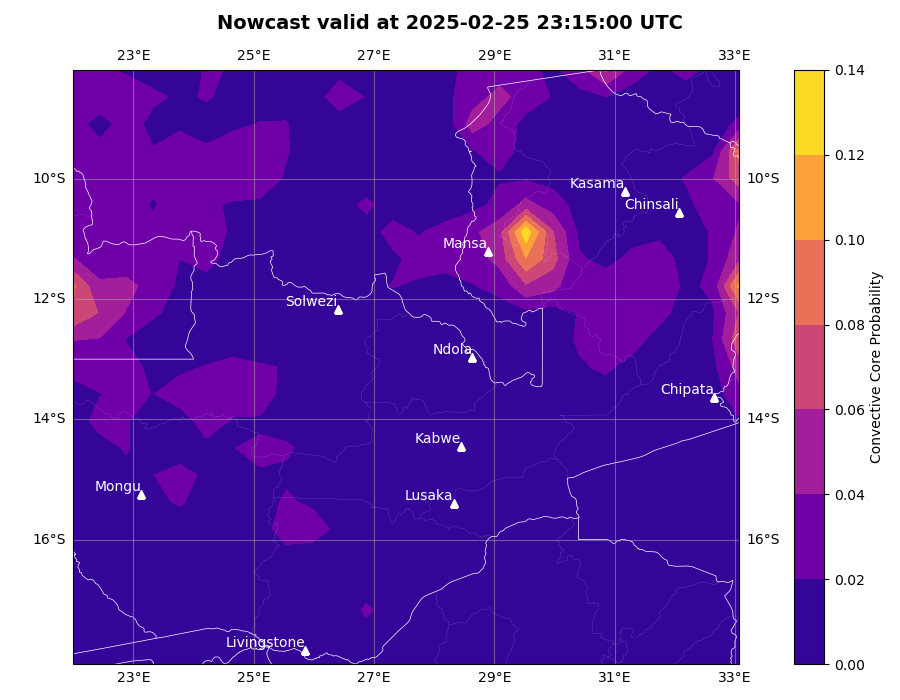 Nowcast valid at 2025-02-25 23:15:00 UTC
23°E 25°E 27°E 29°E 31°E 33°E
0.14
0.12
10°S 10°S
Kasama
Chinsali
0.10
Mansa
12°S 12°S
Solwezi
0.08
Ndola
Chipata
0.06
14°S 14°S
Kabwe
0.04
Mongu
Lusaka
16°S 16°S
0.02
Livingstone
0.00
23°E 25°E 27°E 29°E 31°E 33°E
Convective Core Probability